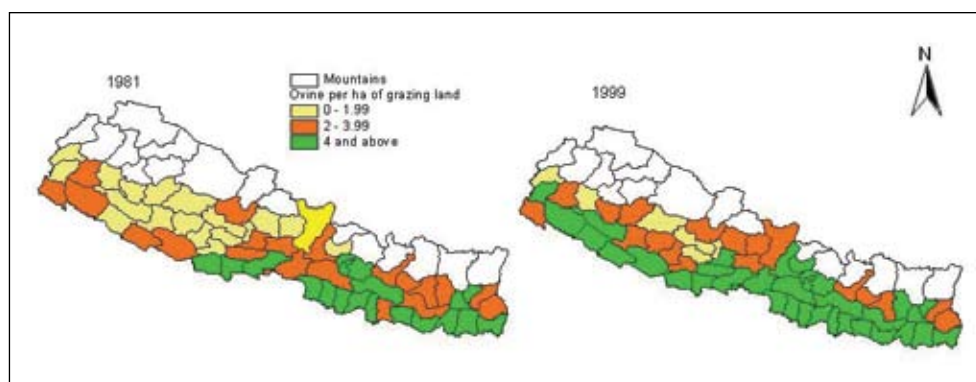 1981
Mountains
Ovine per ha of grazing land
0 - 1.99
2 - 3.99
4 and above
1999
N